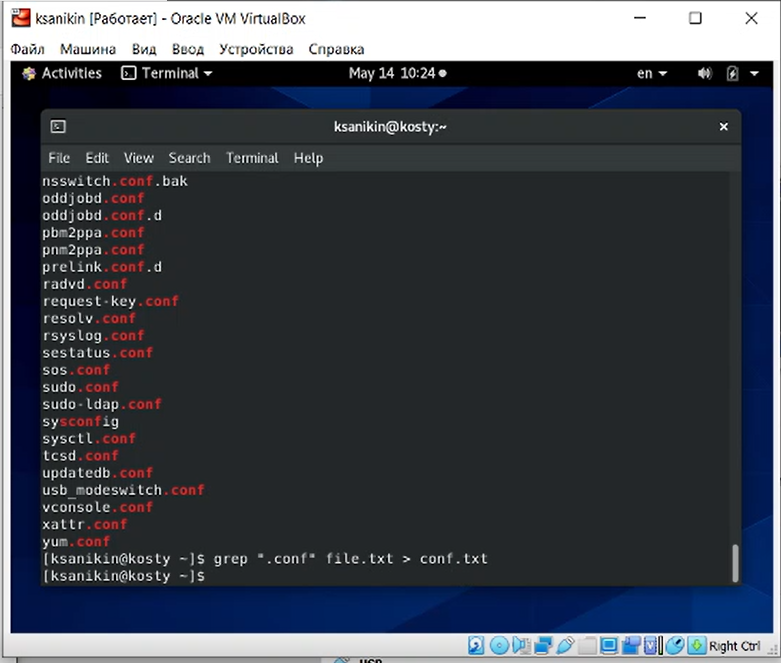 ksanikin [Работает] - Oracle VM VirtualBox
Файл Машина Вид Ввод Устройства Справка
Activities Terminal May 14 10:24 en
ksanikin@kosty:~
File Edit View Search Terminal Help
nsswitch.conf.bak
oddjobd.conf
oddjobd.conf.d
pbm2ppa.conf
pnm2ppa.conf
prelink.conf.d
radvd.conf
request-key.conf
resolv.conf
rsyslog.conf
sestatus.conf
sos.conf
sudo.conf
sudo-ldap.conf
sysconfig
sysctl.conf
tcsd.conf
updatedb.conf
usb_modeswitch.conf
vconsole.conf
xattr.conf
yum.conf
[ksanikin@kosty ~]$ grep ".conf" file.txt > conf.txt
[ksanikin@kosty ~]$
Right Ctrl